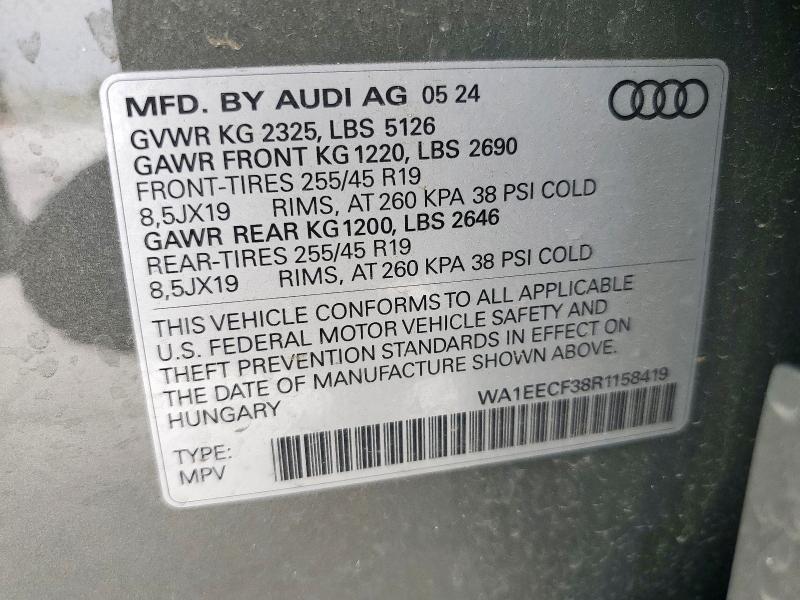 MFD. BY AUDI AG 05 24
GVWR KG 2325, LBS 5126
GAWR FRONT KG 1220, LBS 2690
FRONT-TIRES 255/45 R19
8,5JX19 RIMS, AT 260 KPA 38 PSI COLD
GAWR REAR KG 1200, LBS 2646
REAR-TIRES 255/45 R19
8,5JX19 RIMS, AT 260 KPA 38 PSI COLD
THIS VEHICLE CONFORMS TO ALL APPLICABLE
U.S. FEDERAL MOTOR VEHICLE SAFETY AND
THEFT PREVENTION STANDARDS IN EFFECT ON
THE DATE OF MANUFACTURE SHOWN ABOVE.
HUNGARY
WA1EECF38R1158419
TYPE:
MPV